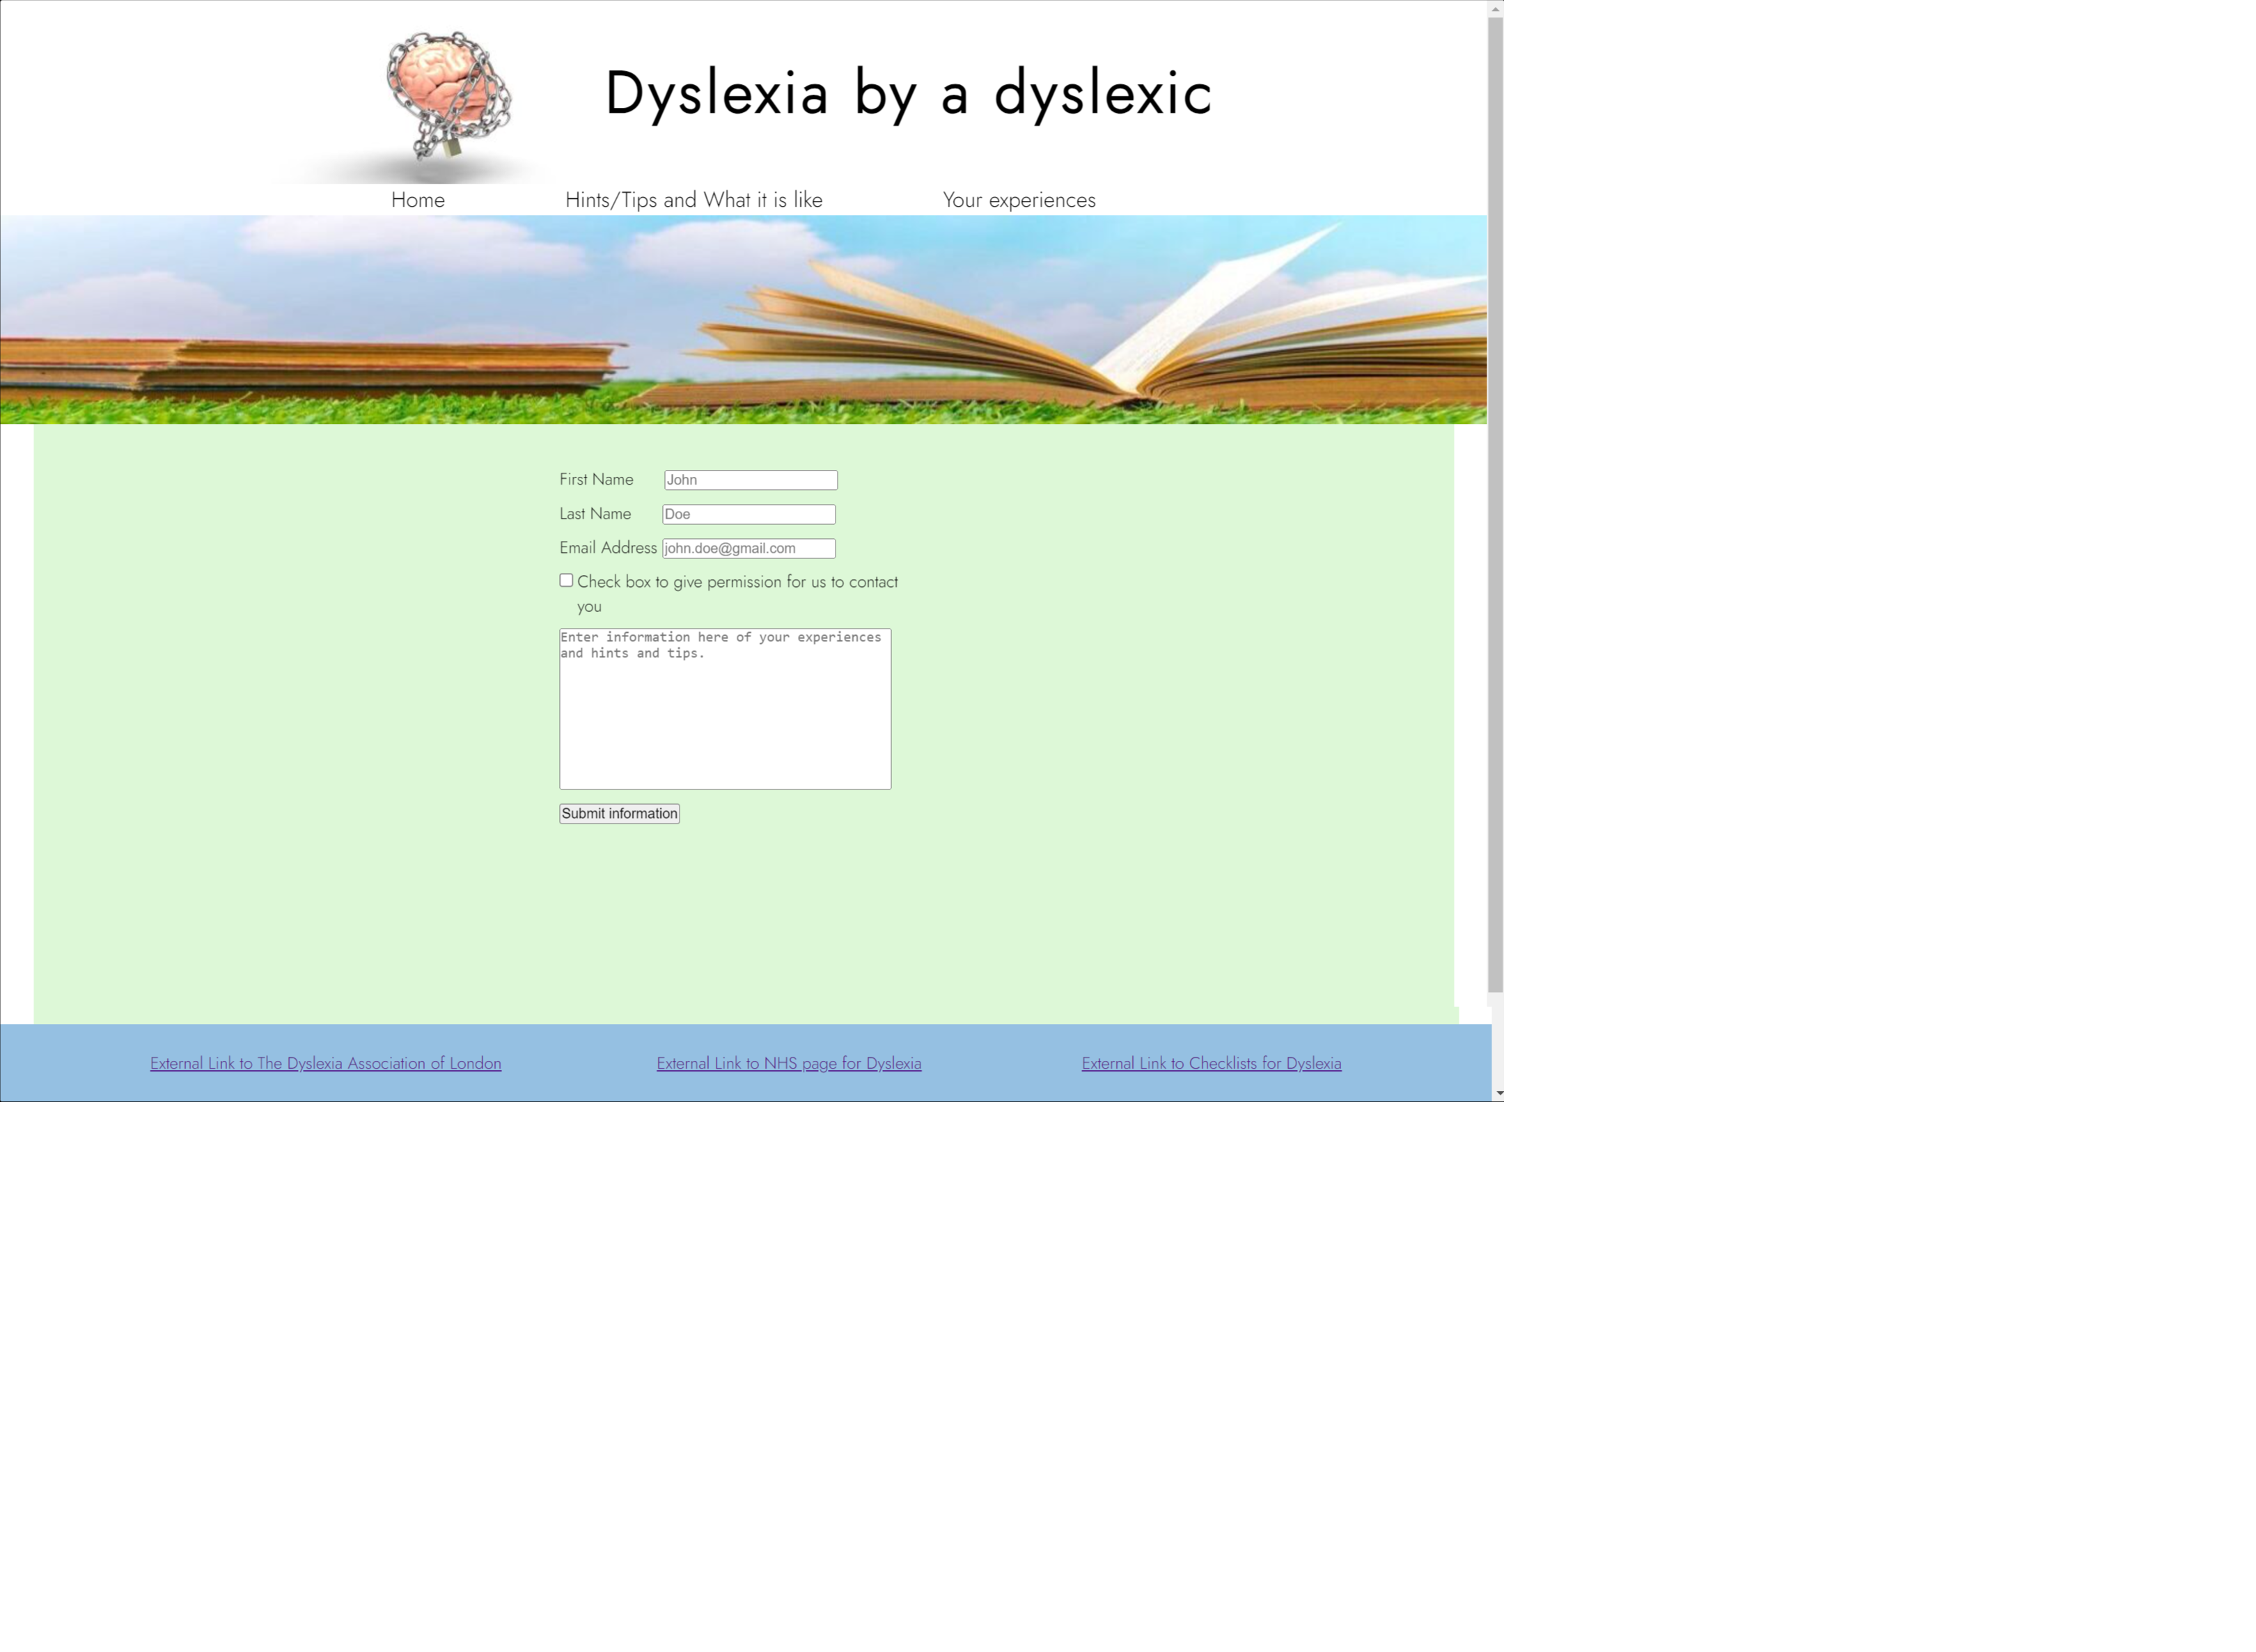 Dyslexia by a dyslexic
Home Hints/Tips and What it is like Your experiences
First Name John
Last Name Doe
Email Address john.doe@gmail.com
Check box to give permission for us to contact
you
Enter information here of your experiences
and hints and tips.
Submit information
External Link to The Dyslexia Association of London External Link to NHS page for Dyslexia External Link to Checklists for Dyslexia